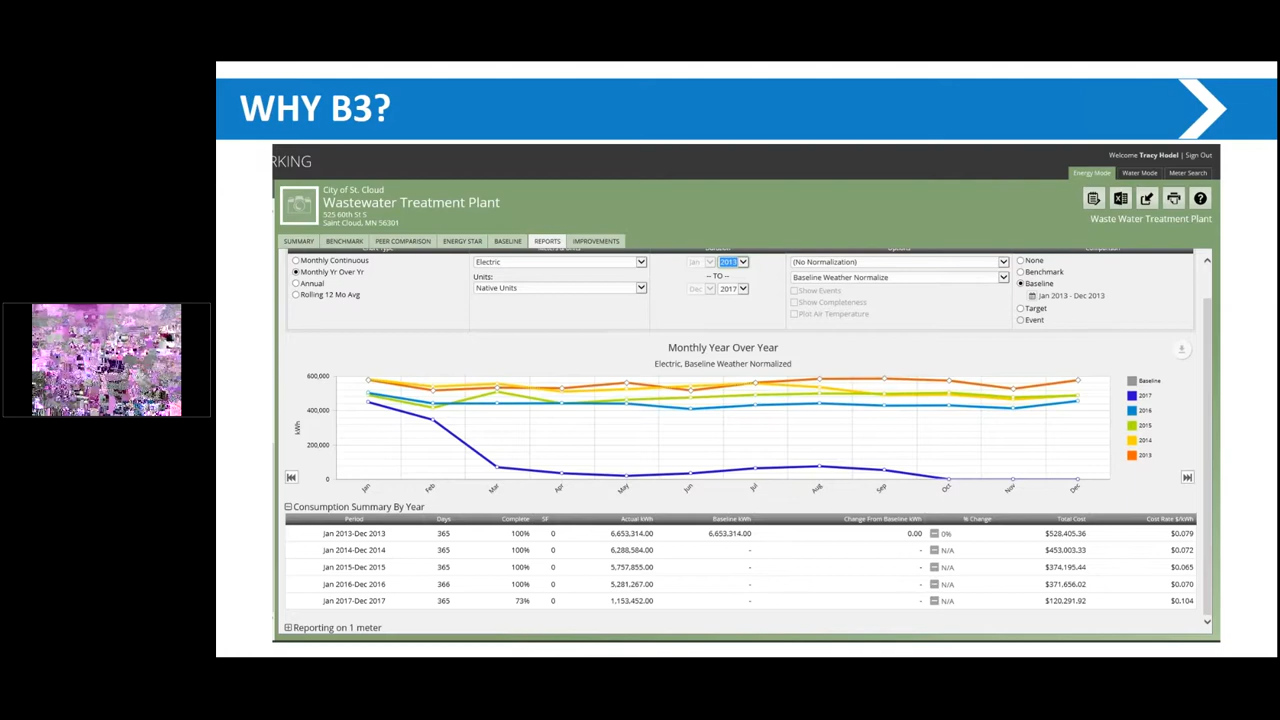 WHY B3?
RKING
Welcome Tracy Hodel | Sign Out
Energy Mode Water Mode Meter Search
City of St. Cloud
Wastewater Treatment Plant
525 60th St S
Saint Cloud, MN 56301
Waste Water Treatment Plant
SUMMARY BENCHMARK PEER COMPARISON ENERGY STAR BASELINE REPORTS IMPROVEMENTS
Monthly Continuous
Monthly Yr Over Yr
Annual
Rolling 12 Mo Avg
Electric
Units:
Native Units
Jan 2013
-- TO --
Dec 2017
(No Normalization)
Baseline Weather Normalize
Show Events
Show Completeness
Plot Air Temperature
None
Benchmark
Baseline
Jan 2013 - Dec 2013
Target
Event
Monthly Year Over Year
Electric, Baseline Weather Normalized
600,000
400,000
200,000
0
kWh
Jan Feb Mar Apr May Jun Jul Aug Sep Oct Nov Dec
Baseline
2017
2016
2015
2014
2013
Consumption Summary By Year
Period Days Complete SF Actual kWh Baseline kWh Change From Baseline kWh % Change Total Cost Cost Rate $/kWh
Jan 2013-Dec 2013 365 100% 0 6,653,314.00 6,653,314.00 0.00 0% $528,405.36 $0.079
Jan 2014-Dec 2014 365 100% 0 6,288,584.00 - - N/A $453,003.33 $0.072
Jan 2015-Dec 2015 365 100% 0 5,757,855.00 - - N/A $374,195.44 $0.065
Jan 2016-Dec 2016 366 100% 0 5,281,267.00 - - N/A $371,656.02 $0.070
Jan 2017-Dec 2017 365 73% 0 1,153,452.00 - - N/A $120,291.92 $0.104
Reporting on 1 meter